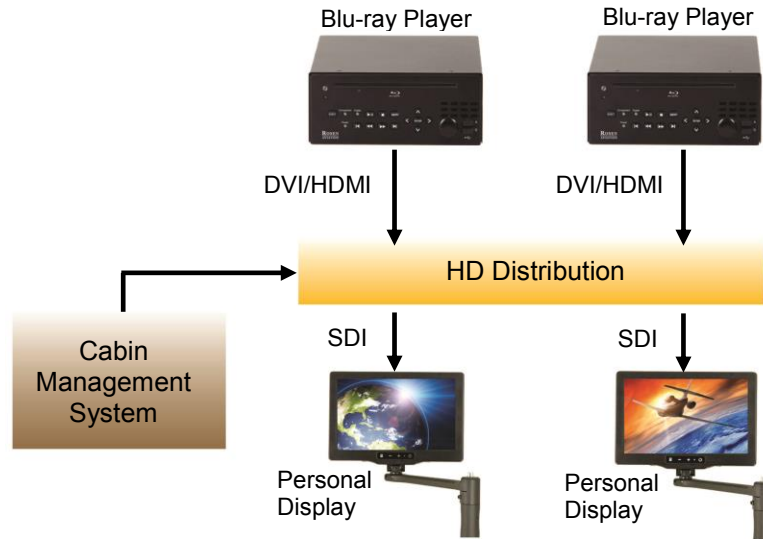 Blu-ray Player
Blu-ray Player
ROSEN
DVI/HDMI
DVI/HDMI
HD Distribution
Cabin
Management
System
SDI
SDI
Personal
Display
Personal
Display